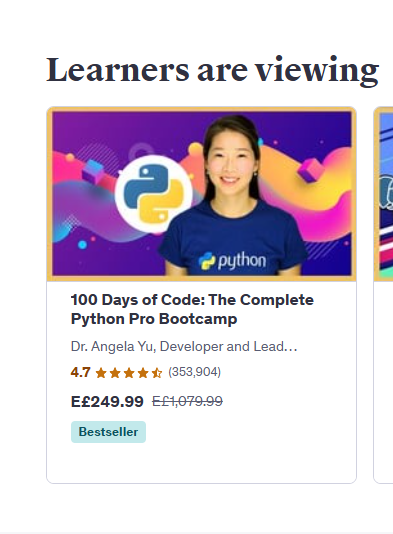 Learners are viewing
python
100 Days of Code: The Complete
Python Pro Bootcamp
Dr. Angela Yu, Developer and Lead…
4.7 (353,904)
E£249.99 E£1,079.99
Bestseller